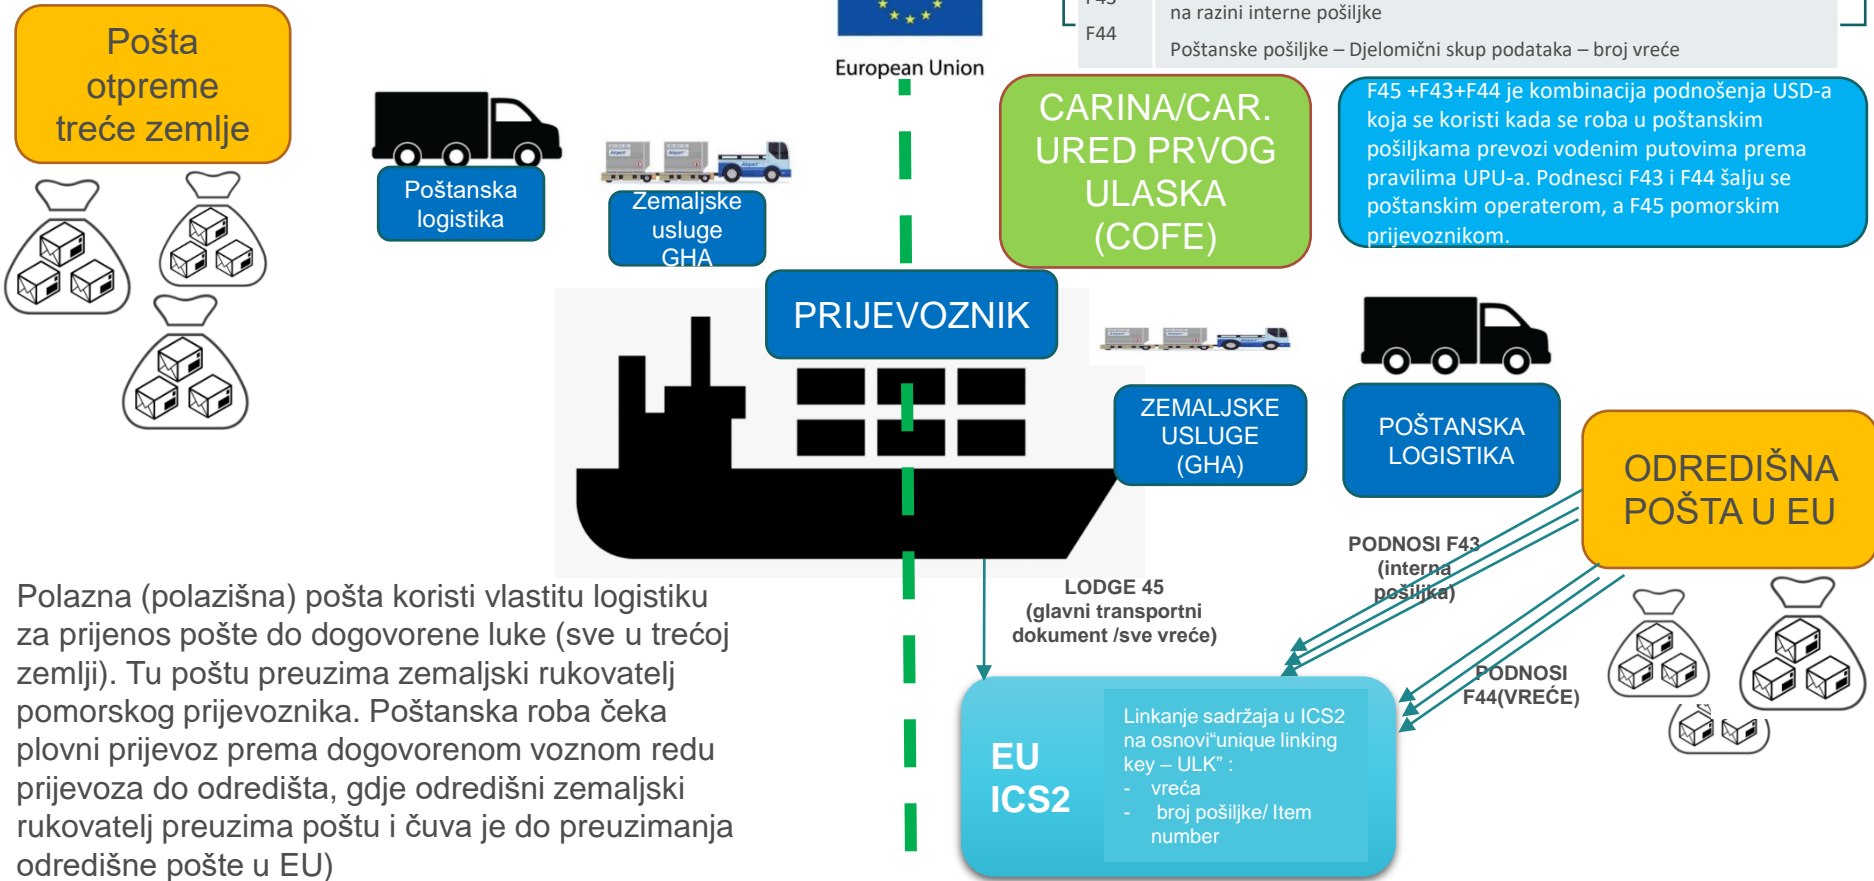 Pošta
otpreme
treće zemlje
European Union
F43
na razini interne pošiljke
F44
Poštanske pošiljke – Djelomični skup podataka – broj vreće
CARINA/CAR.
URED PRVOG
ULASKA
(COFE)
F45 +F43+F44 je kombinacija podnošenja USD-a
koja se koristi kada se roba u poštanskim
pošiljkama prevozi vodenim putovima prema
pravilima UPU-a. Podnesci F43 i F44 šalju se
poštanskim operaterom, a F45 pomorskim
prijevoznikom.
Poštanska
logistika
Zemaljske
usluge
GHA
PRIJEVOZNIK
ZEMALJSKE
USLUGE
(GHA)
POŠTANSKA
LOGISTIKA
ODREDIŠNA
POŠTA U EU
PODNOSI F43
(interna
pošiljka)
LODGE 45
(glavni transportni
dokument /sve vreće)
PODNOSI
F44(VREĆE)
Polazna (polazišna) pošta koristi vlastitu logistiku
za prijenos pošte do dogovorene luke (sve u trećoj
zemlji). Tu poštu preuzima zemaljski rukovatelj
pomorskog prijevoznika. Poštanska roba čeka
plovni prijevoz prema dogovorenom voznom redu
prijevoza do odredišta, gdje odredišni zemaljski
rukovatelj preuzima poštu i čuva je do preuzimanja
odredišne pošte u EU)
EU
ICS2
Linkanje sadržaja u ICS2
na osnovi“unique linking
key – ULK” :
- vreća
- broj pošiljke/ Item
number